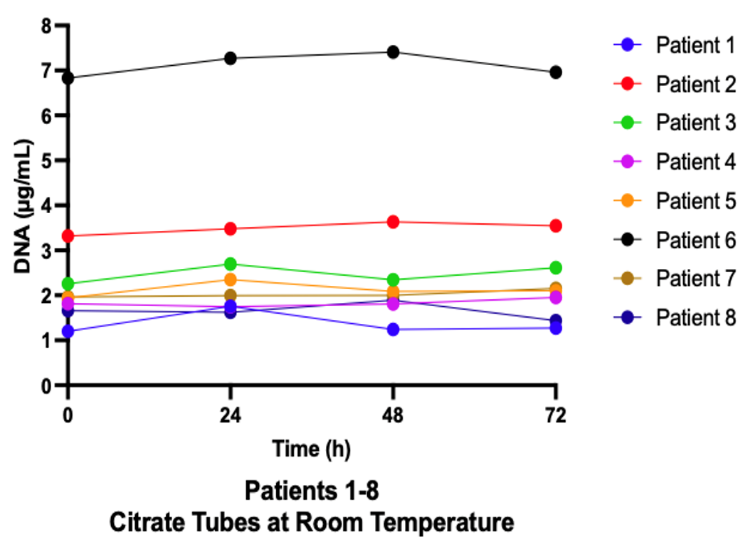 8
7
6
5
4
3
2
1
0
DNA (µg/mL)
0 24 48 72
Time (h)
Patients 1-8
Citrate Tubes at Room Temperature
Patient 1
Patient 2
Patient 3
Patient 4
Patient 5
Patient 6
Patient 7
Patient 8